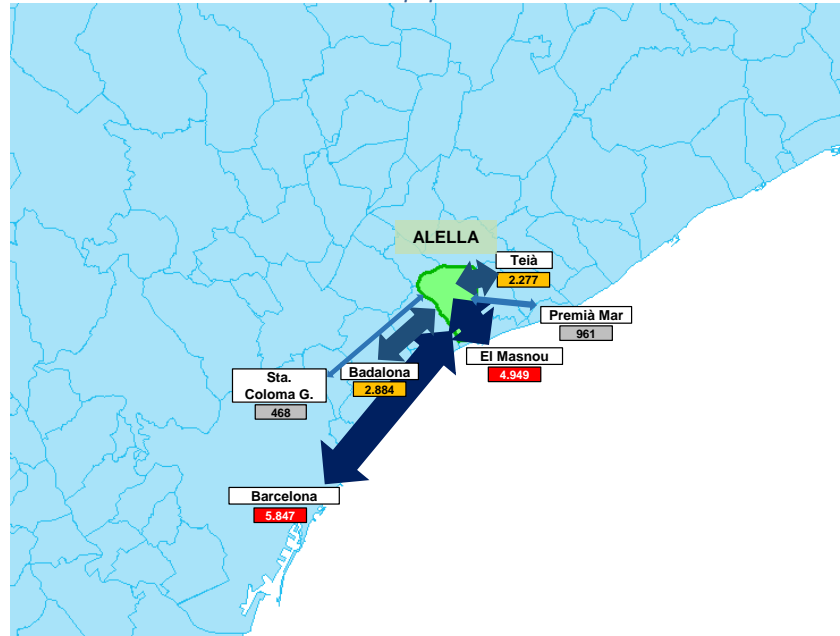 ALELLA
Teià
2.277
Premià Mar
961
El Masnou
4.949
Badalona
2.884
Sta.
Coloma G.
468
Barcelona
5.847